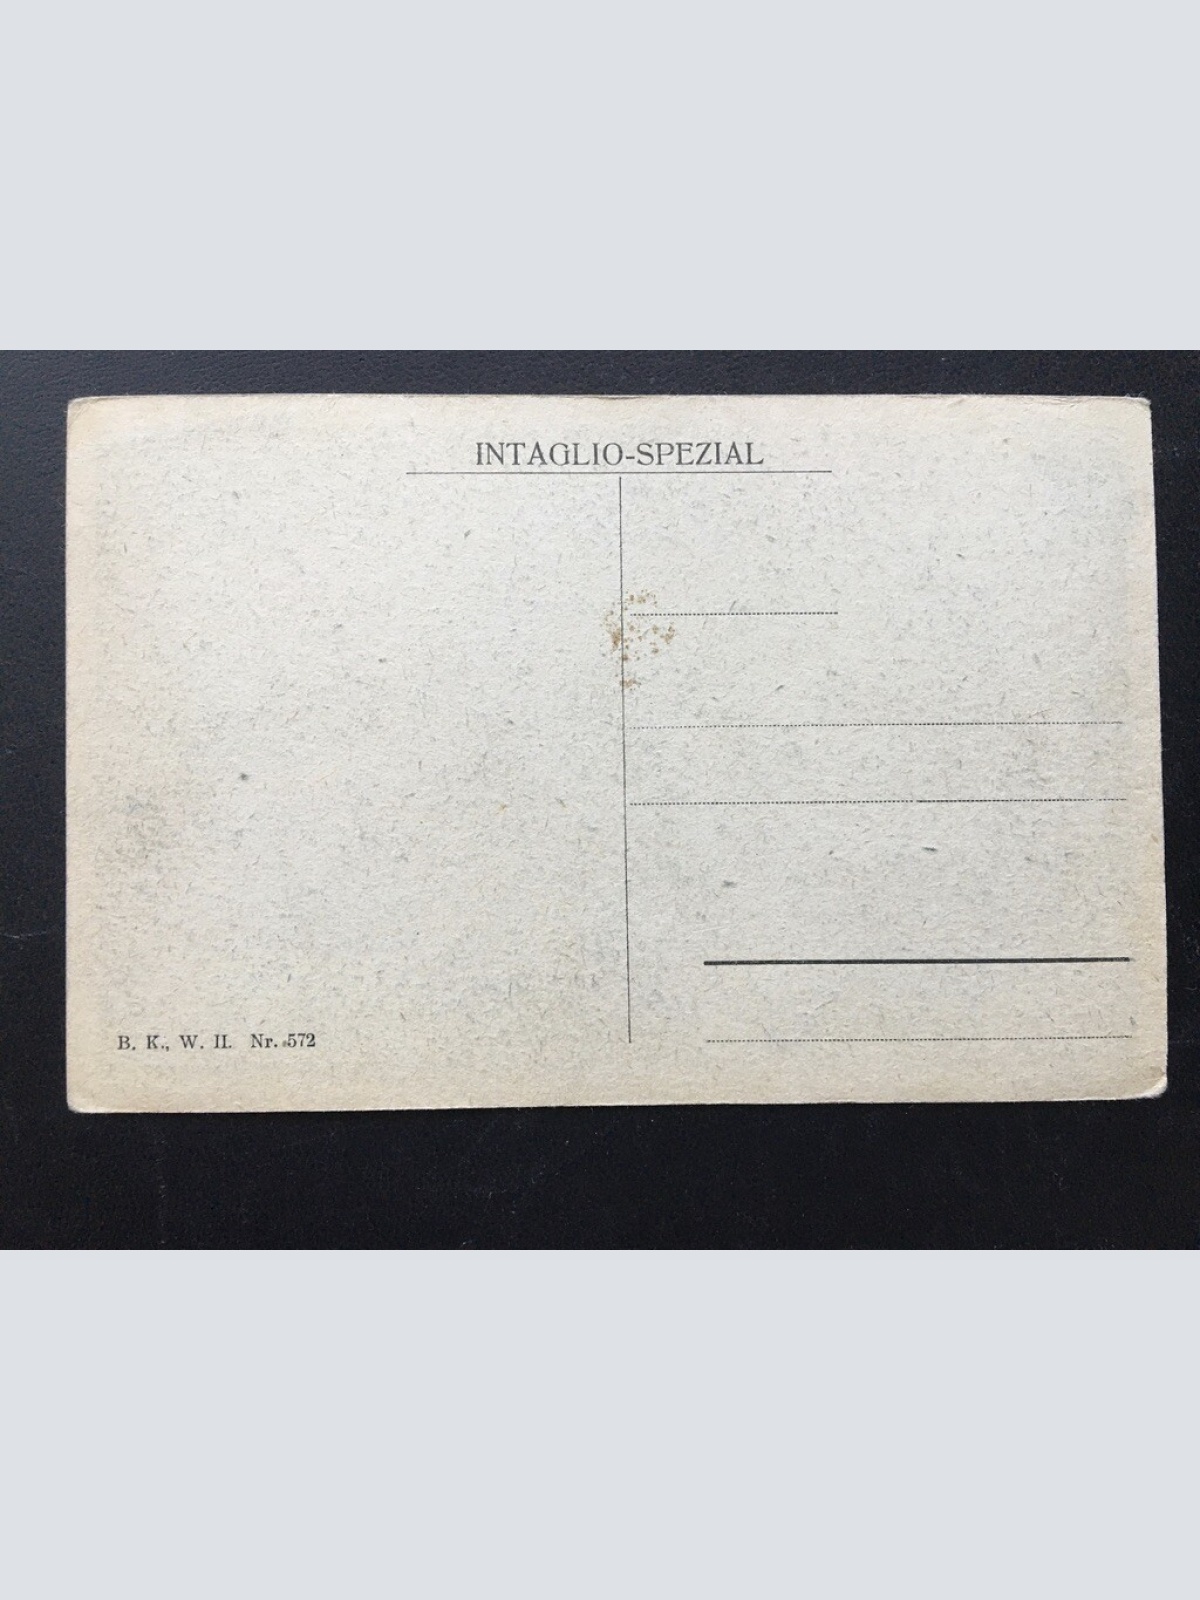 INTAGLIO-SPEZIAL
B. K., W. II. Nr. 572